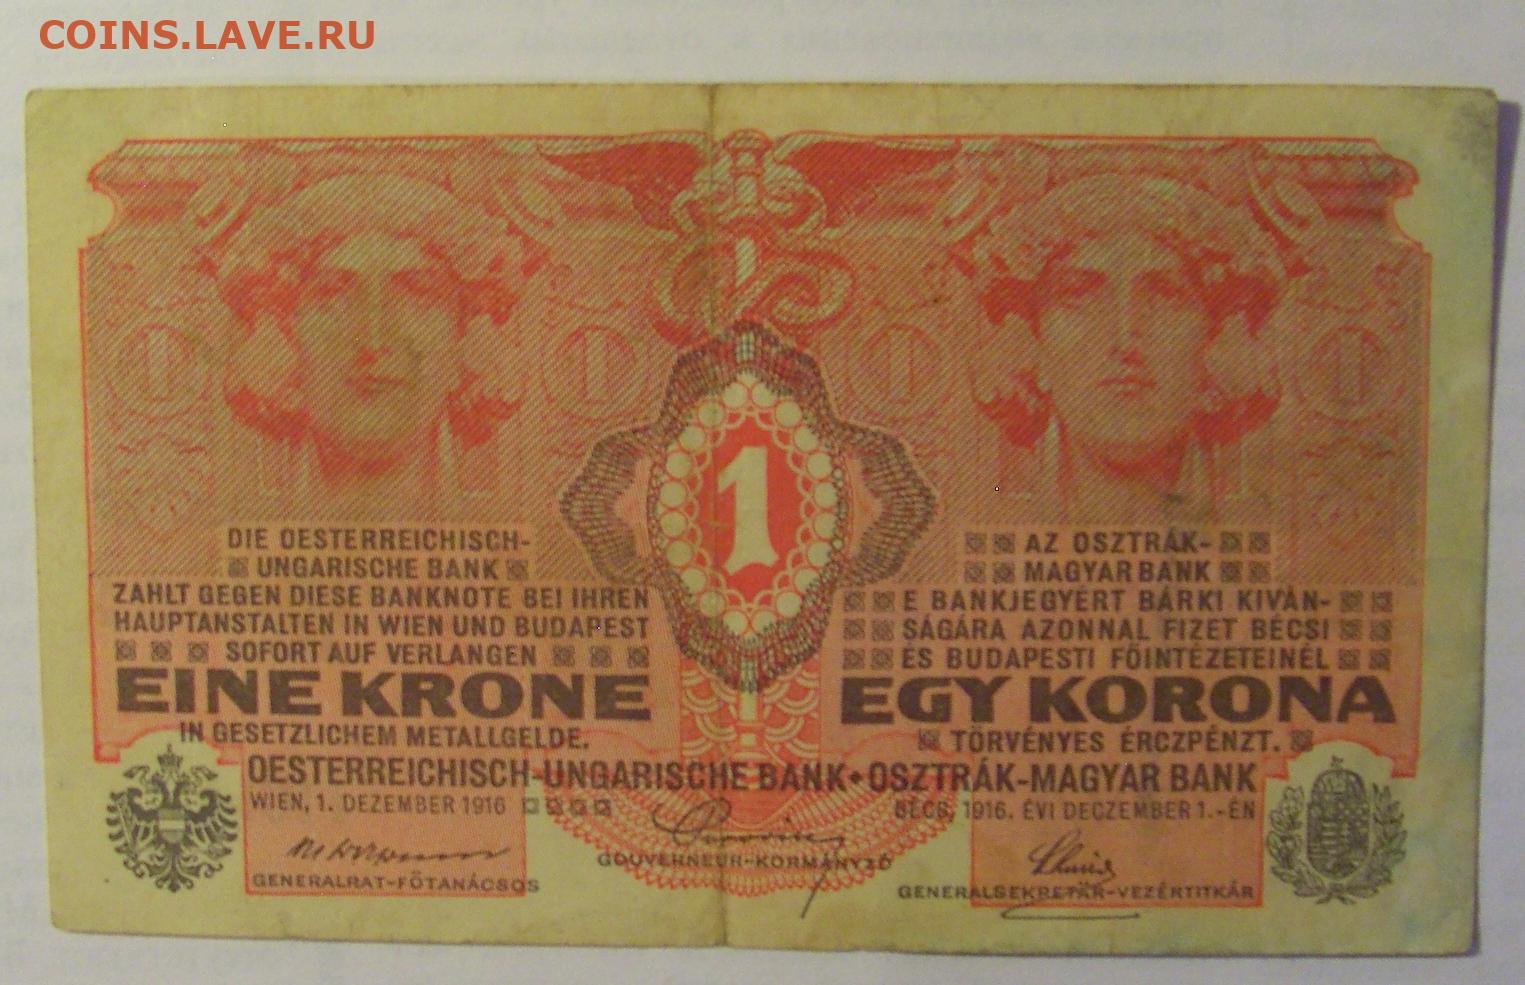 COINS.LAVE.RU
1
DIE OESTERREICHISCH-
UNGARISCHE BANK
ZAHLT GEGEN DIESE BANKNOTE BEI IHREN
HAUPTANSTALTEN IN WIEN UND BUDAPEST
SOFORT AUF VERLANGEN
EINE KRONE
IN GESETZLICHEM METALLGELDE.
AZ OSZTRÁK-
MAGYAR BANK
E BANKJEGYÉRT BÁRKI KIVÁN-
SÁGÁRA AZONNAL FIZET BÉCSI
ÉS BUDAPESTI FŐINTÉZETEINÉL
EGY KORONA
TÖRVÉNYES ÉRCZPÉNZT.
OESTERREICHISCH-UNGARISCHE BANK • OSZTRÁK-MAGYAR BANK
WIEN, 1. DEZEMBER 1916
BÉCS, 1916. ÉVI DECZEMBER 1.-ÉN
GENERALRAT-FŐTANÁCSOS
GOUVERNEUR-KORMÁNYZÓ
GENERALSEKRETÄR-VEZÉRTITKÁR